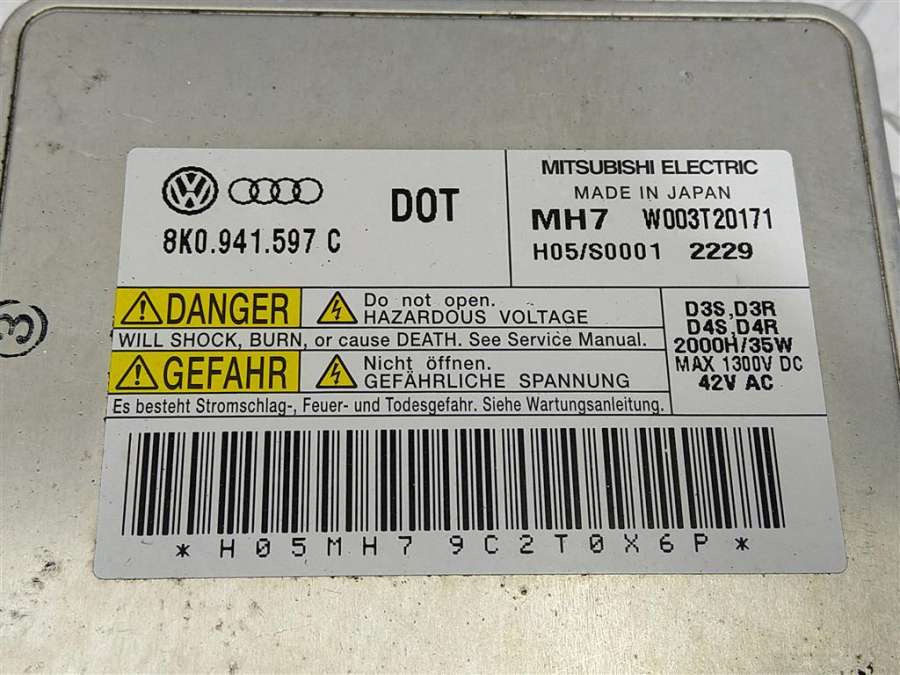 DOT
8K0.941.597 C
MITSUBISHI ELECTRIC
MADE IN JAPAN
MH7 W003T20171
H05/S0001 2229
DANGER
Do not open.
HAZARDOUS VOLTAGE
WILL SHOCK, BURN, or cause DEATH. See Service Manual.
GEFAHR
Nicht öffnen.
GEFÄHRLICHE SPANNUNG
Es besteht Stromschlag-, Feuer- und Todesgefahr. Siehe Wartungsanleitung.
D3S,D3R
D4S,D4R
2000H/35W
MAX 1300V DC
42V AC
*H05MH79C2T0X6P*